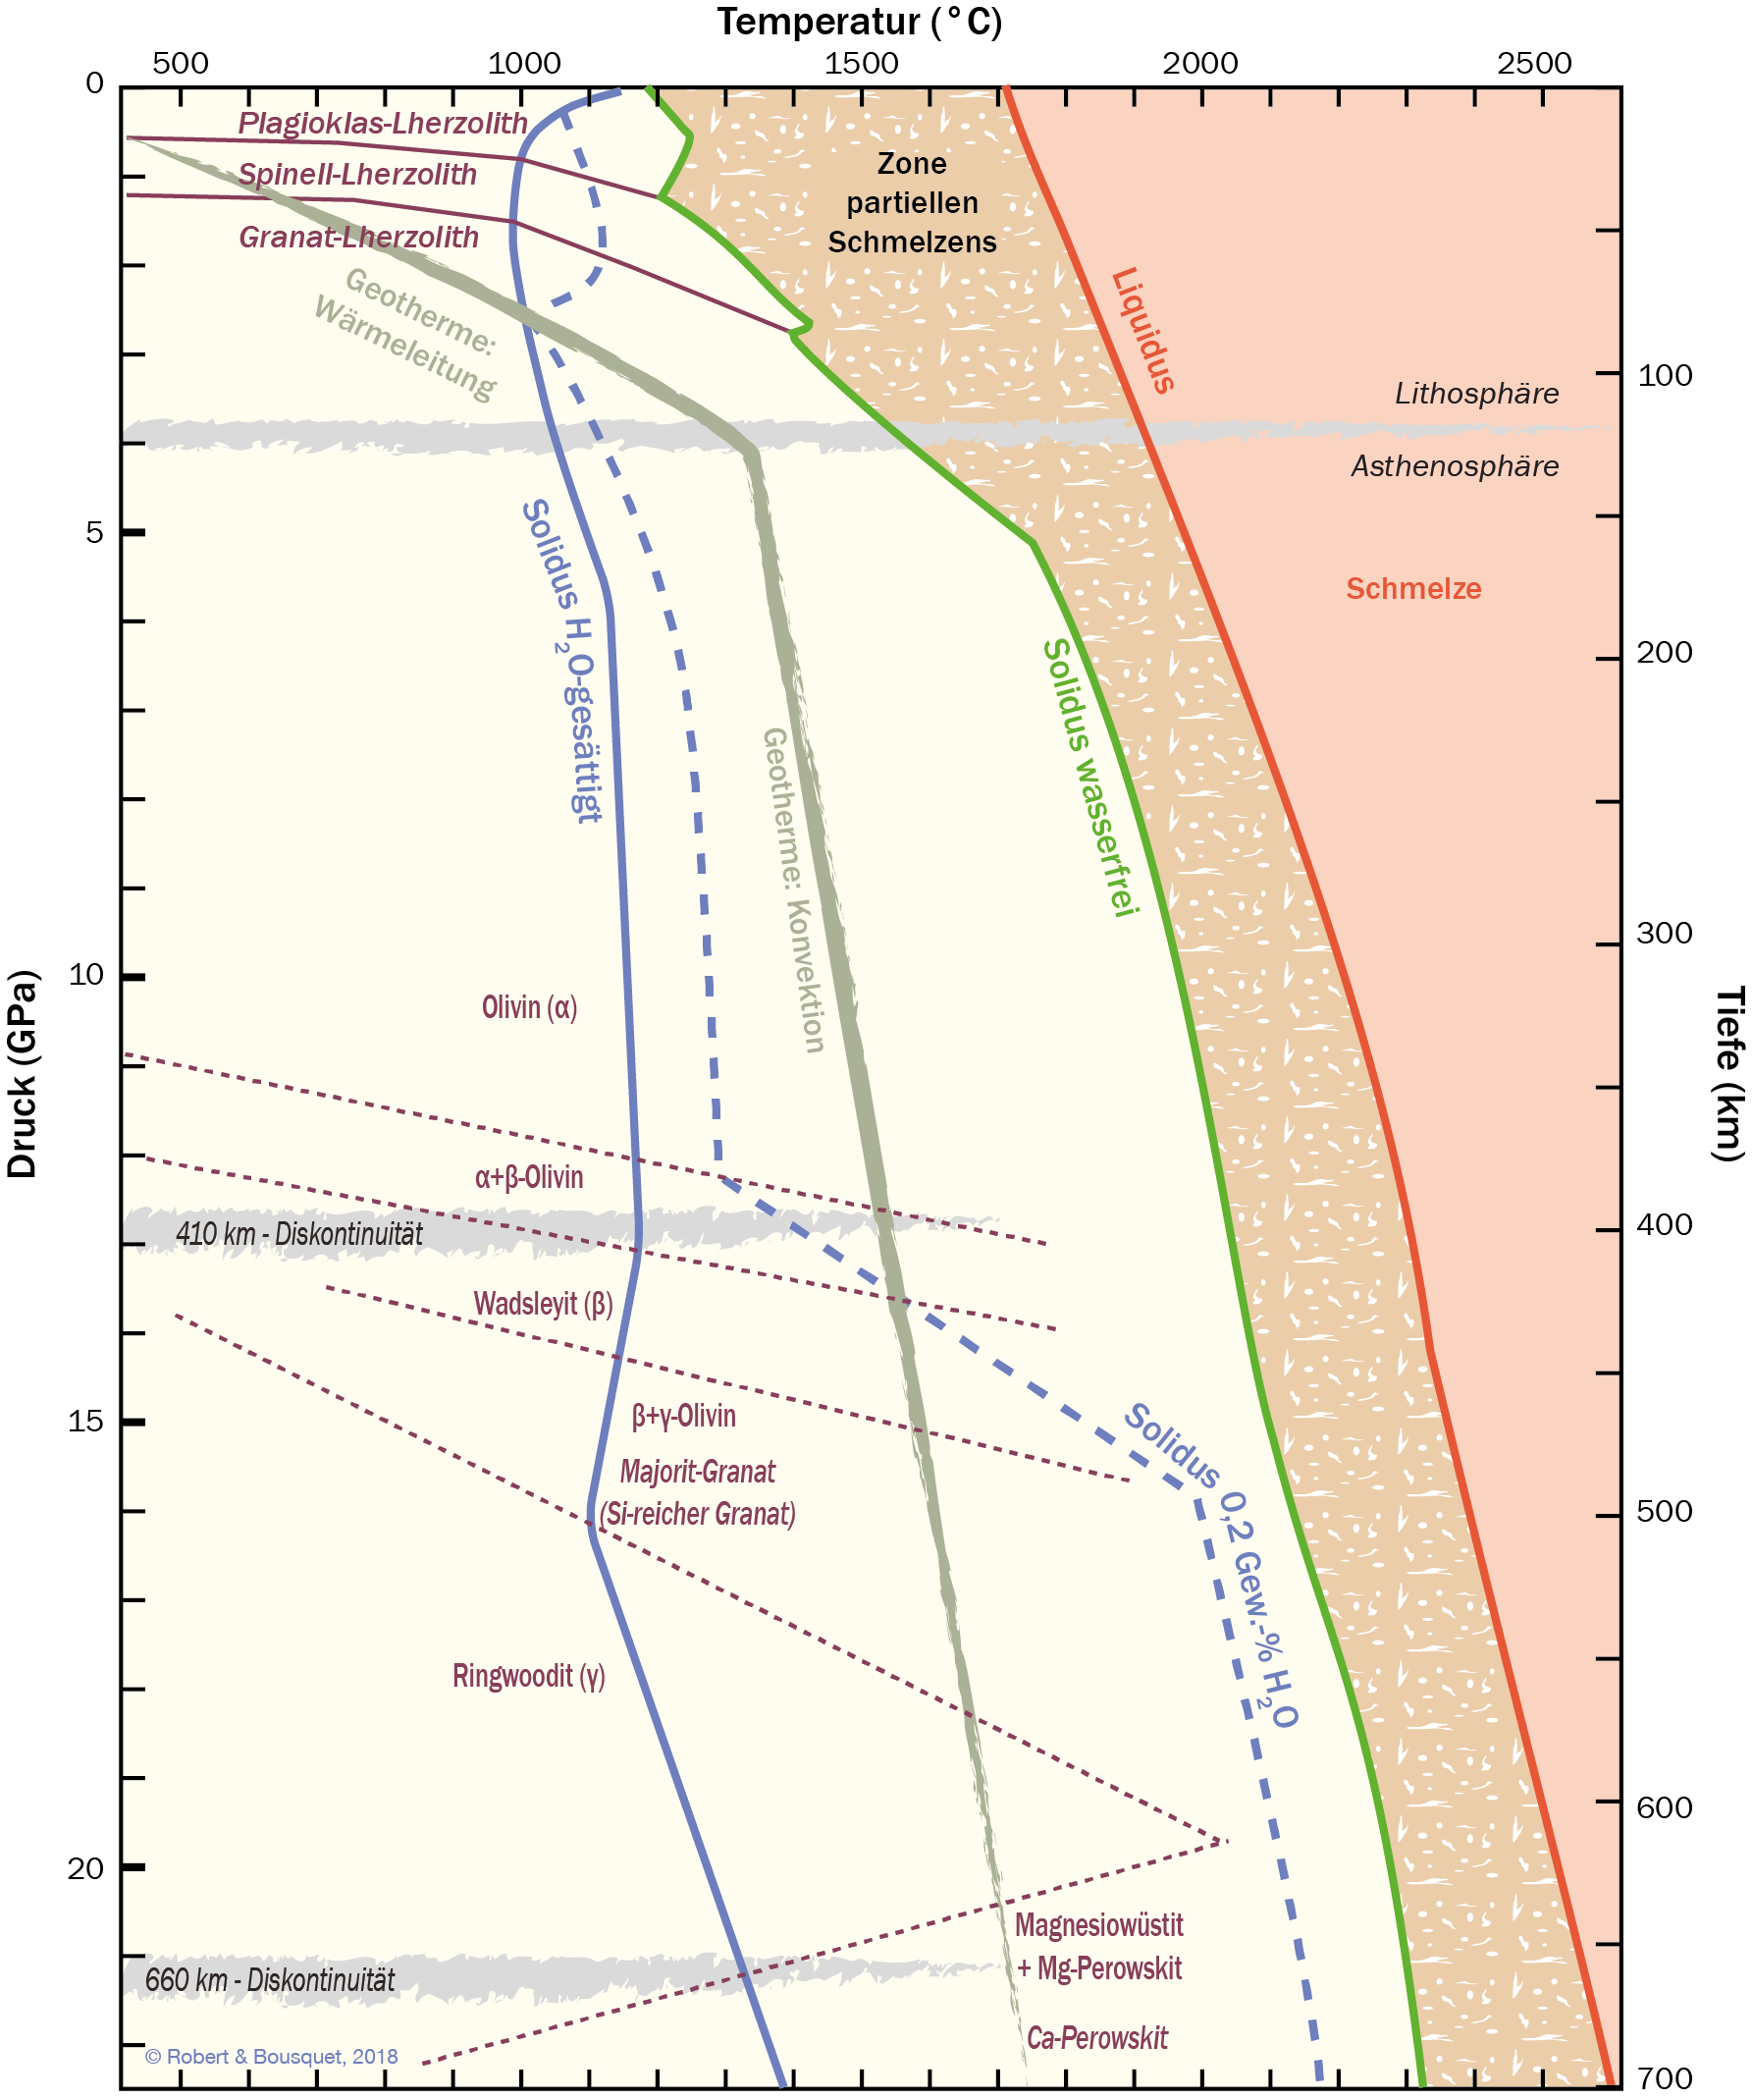 Temperatur (°C)
500 1000 1500 2000 2500
0
Plagioklas-Lherzolith
Spinell-Lherzolith
Granat-Lherzolith
Zone
partiellen
Schmelzens
Geotherme:
Wärmeleitung
Liquidus
100
Lithosphäre
Asthenosphäre
5
Solidus H₂O-gesättigt
Schmelze
200
Solidus wasserfrei
Geotherme: Konvektion
300
10
Druck (GPa)
Tiefe (km)
Olivin (α)
α+β-Olivin
400
410 km - Diskontinuität
Wadsleyit (β)
15
β+γ-Olivin
Majorit-Granat
(Si-reicher Granat)
Solidus 0,2 Gew.-% H₂O
500
Ringwoodit (γ)
600
20
Magnesiowüstit
+ Mg-Perowskit
660 km - Diskontinuität
Ca-Perowskit
© Robert & Bousquet, 2018
700